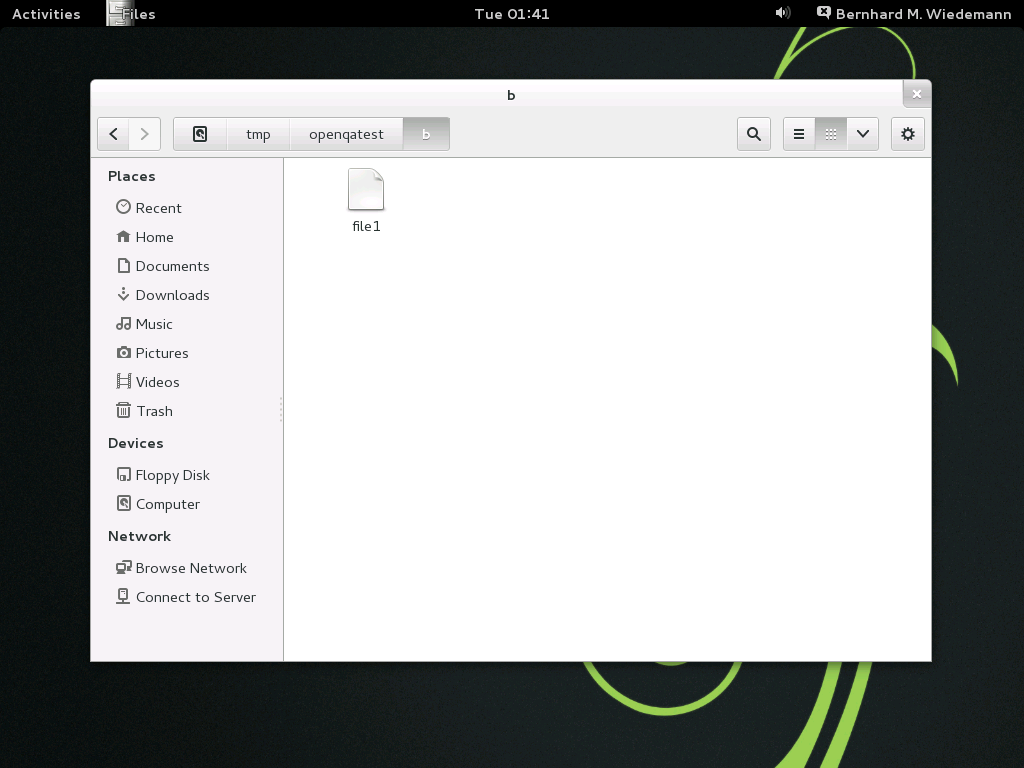 Activities Files Tue 01:41 Bernhard M. Wiedemann
b
tmp openqatest b
Places
Recent
Home
Documents
Downloads
Music
Pictures
Videos
Trash
Devices
Floppy Disk
Computer
Network
Browse Network
Connect to Server
file1